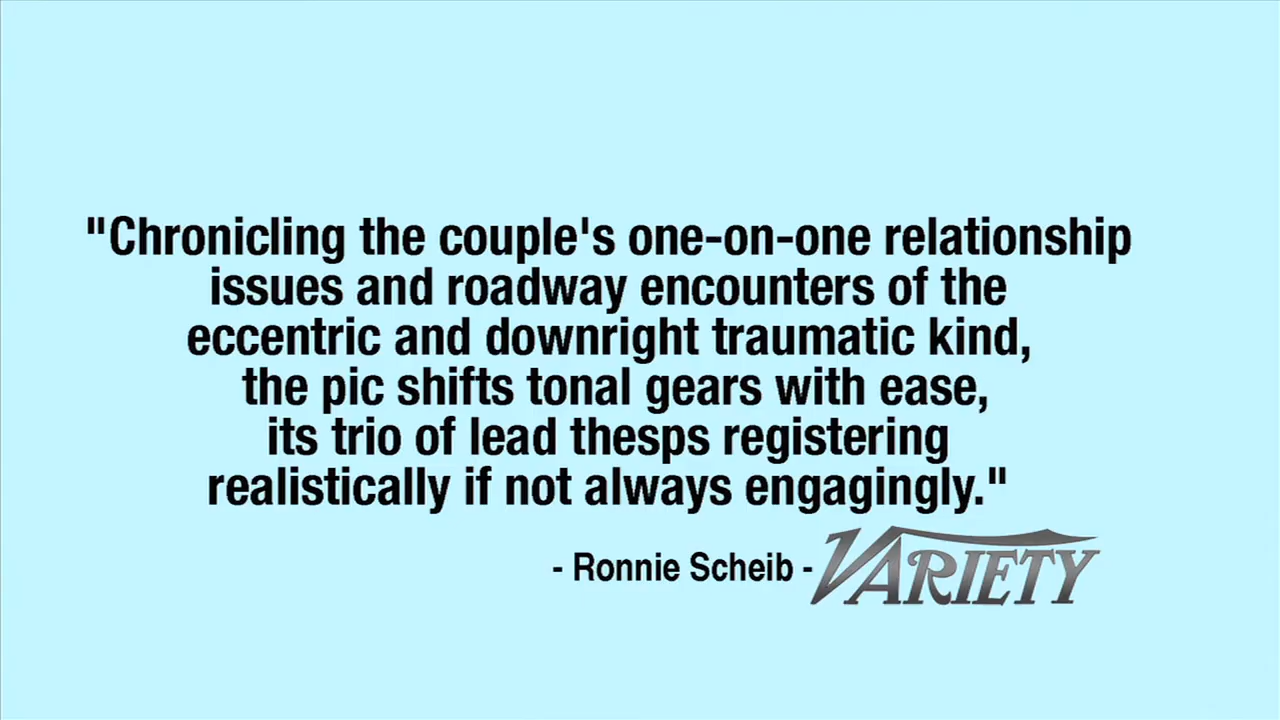 "Chronicling the couple's one-on-one relationship
issues and roadway encounters of the
eccentric and downright traumatic kind,
the pic shifts tonal gears with ease,
its trio of lead thesps registering
realistically if not always engagingly."
- Ronnie Scheib - VARIETY